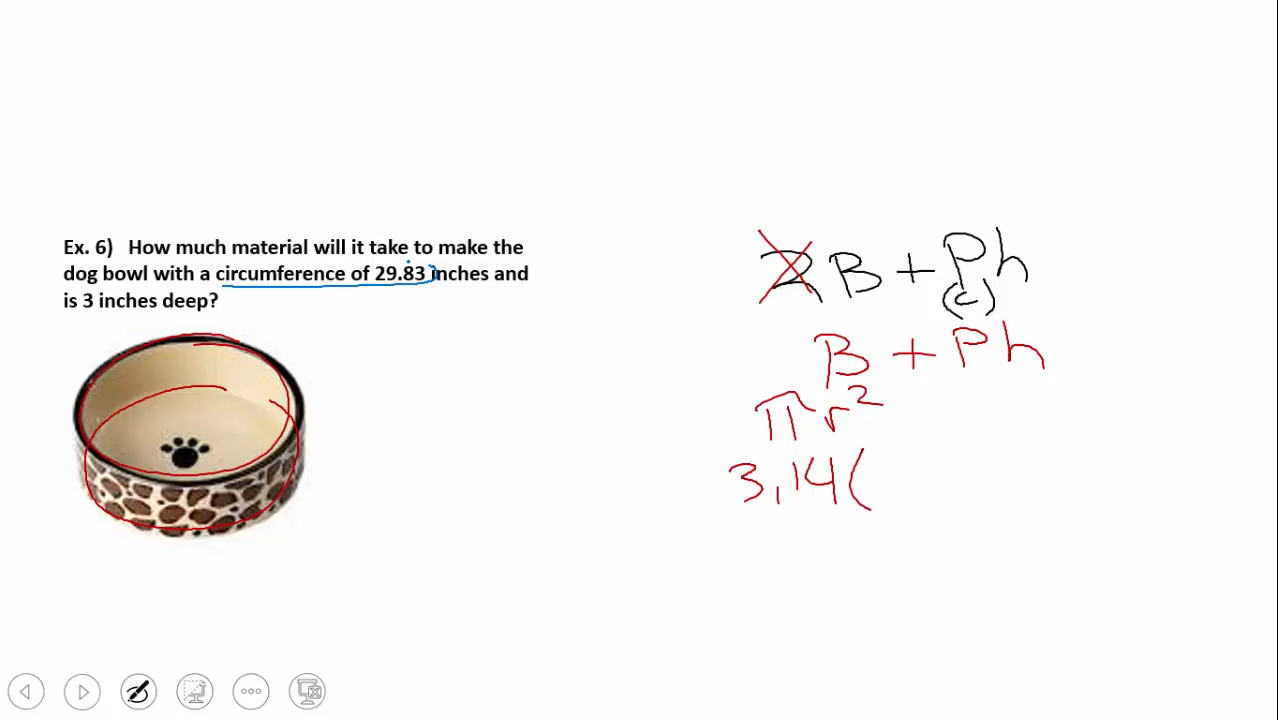 Ex. 6) How much material will it take to make the
dog bowl with a circumference of 29.83 inches and
is 3 inches deep?
2B + Ph
(c)
B + Ph
πr²
3.14(